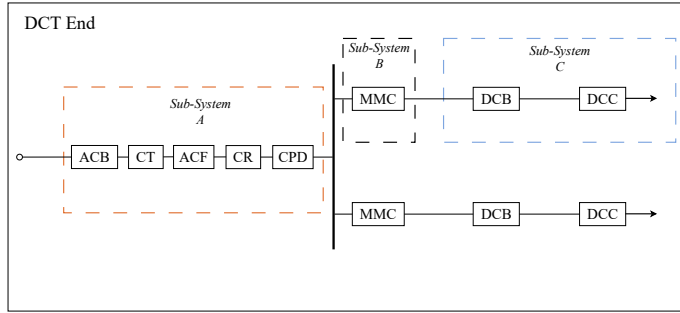 DCT End
Sub-System
A
Sub-System
B
Sub-System
C
MMC DCB DCC
ACB CT ACF CR CPD
MMC DCB DCC